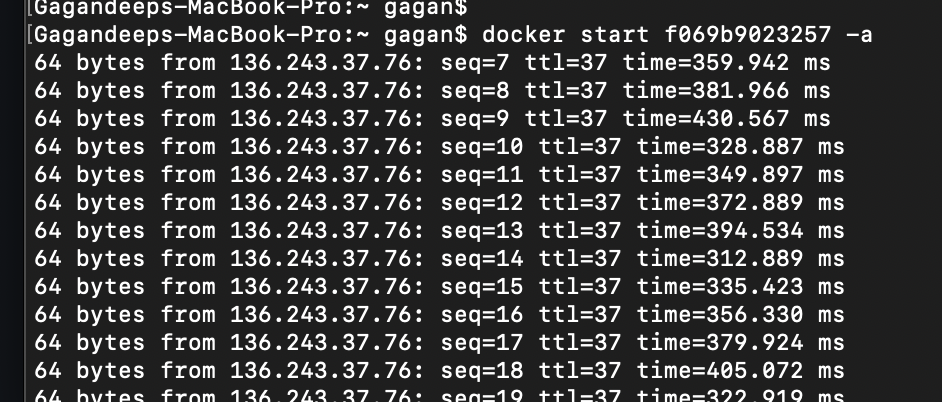 [Gagandeeps-MacBook-Pro:~ gagan$
[Gagandeeps-MacBook-Pro:~ gagan$ docker start f069b9023257 -a
64 bytes from 136.243.37.76: seq=7 ttl=37 time=359.942 ms
64 bytes from 136.243.37.76: seq=8 ttl=37 time=381.966 ms
64 bytes from 136.243.37.76: seq=9 ttl=37 time=430.567 ms
64 bytes from 136.243.37.76: seq=10 ttl=37 time=328.887 ms
64 bytes from 136.243.37.76: seq=11 ttl=37 time=349.897 ms
64 bytes from 136.243.37.76: seq=12 ttl=37 time=372.889 ms
64 bytes from 136.243.37.76: seq=13 ttl=37 time=394.534 ms
64 bytes from 136.243.37.76: seq=14 ttl=37 time=312.889 ms
64 bytes from 136.243.37.76: seq=15 ttl=37 time=335.423 ms
64 bytes from 136.243.37.76: seq=16 ttl=37 time=356.330 ms
64 bytes from 136.243.37.76: seq=17 ttl=37 time=379.924 ms
64 bytes from 136.243.37.76: seq=18 ttl=37 time=405.072 ms
64 bytes from 136.243.37.76: seq=19 ttl=37 time=322.919 ms